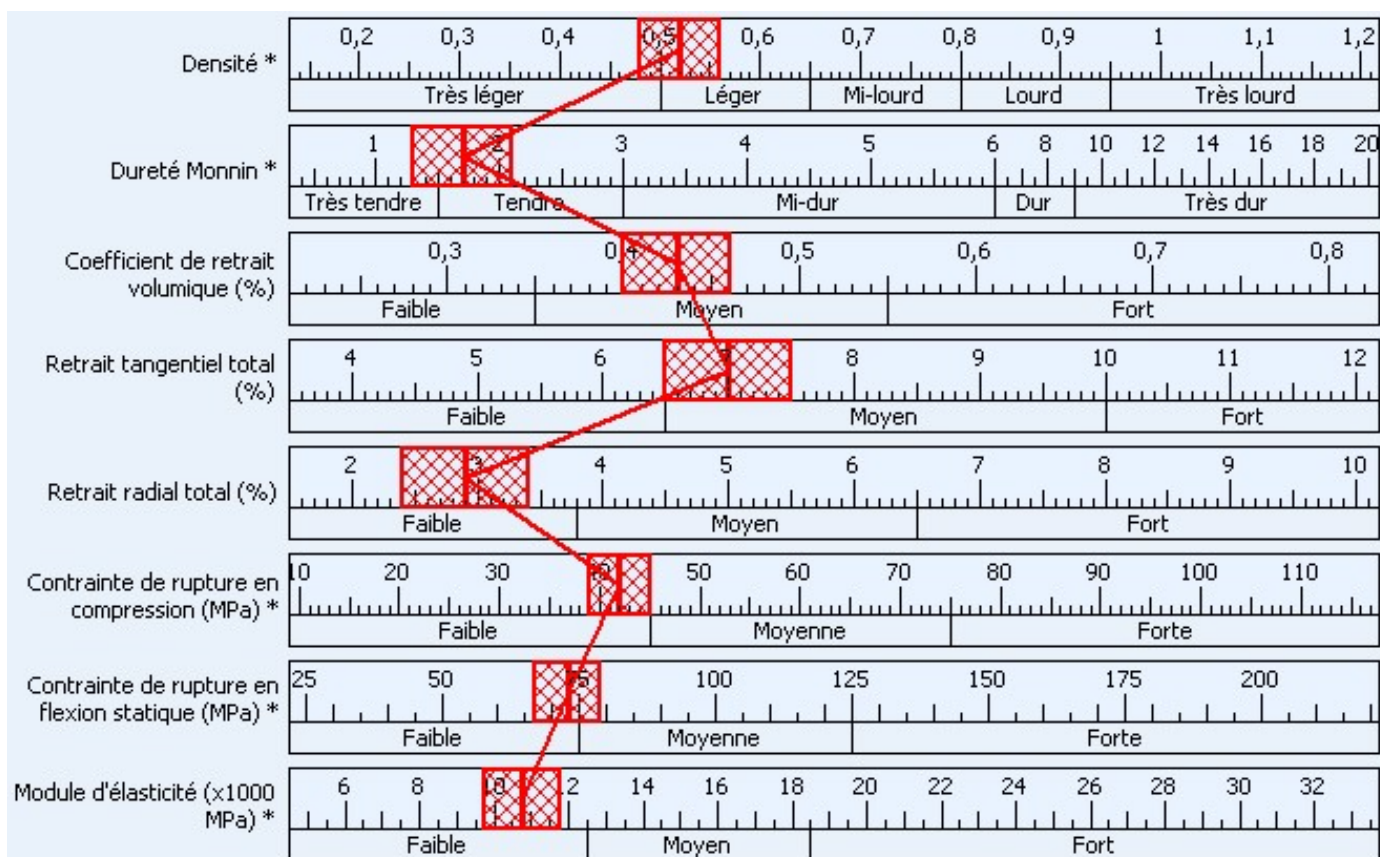 0,2 0,3 0,4 0,5 0,6 0,7 0,8 0,9 1 1,1 1,2
Densité *
Très léger Léger Mi-lourd Lourd Très lourd
1 2 3 4 5 6 8 10 12 14 16 18 20
Dureté Monnin *
Très tendre Tendre Mi-dur Dur Très dur
0,3 0,4 0,5 0,6 0,7 0,8
Coefficient de retrait
volumique (%)
Faible Moyen Fort
4 5 6 7 8 9 10 11 12
Retrait tangentiel total
(%)
Faible Moyen Fort
2 3 4 5 6 7 8 9 10
Retrait radial total (%)
Faible Moyen Fort
10 20 30 40 50 60 70 80 90 100 110
Contrainte de rupture en
compression (MPa) *
Faible Moyenne Forte
25 50 75 100 125 150 175 200
Contrainte de rupture en
flexion statique (MPa) *
Faible Moyenne Forte
6 8 10 12 14 16 18 20 22 24 26 28 30 32
Module d'élasticité (x1000
MPa) *
Faible Moyen Fort